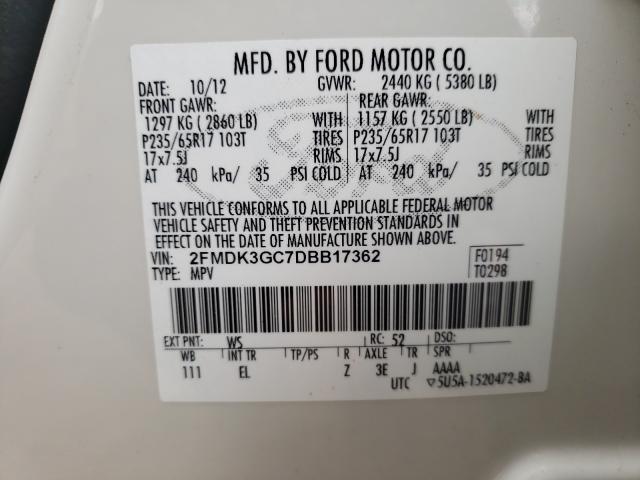 MFD. BY FORD MOTOR CO.
DATE: 10/12 GVWR: 2440 KG ( 5380 LB)
FRONT GAWR: REAR GAWR:
1297 KG ( 2860 LB) WITH 1157 KG ( 2550 LB) WITH
P235/65R17 103T TIRES P235/65R17 103T TIRES
17x7.5J RIMS 17x7.5J RIMS
AT 240 kPa/ 35 PSI COLD AT 240 kPa/ 35 PSI COLD
Ford
THIS VEHICLE CONFORMS TO ALL APPLICABLE FEDERAL MOTOR
VEHICLE SAFETY AND THEFT PREVENTION STANDARDS IN
EFFECT ON THE DATE OF MANUFACTURE SHOWN ABOVE.
VIN: 2FMDK3GC7DBB17362 F0194
TYPE: MPV T0298
EXT PNT: WS RC: 52 DSO:
WB INT TR TP/PS R AXLE TR SPR
111 EL Z 3E J AAAA
UTC ▽5U5A-1520472-BA